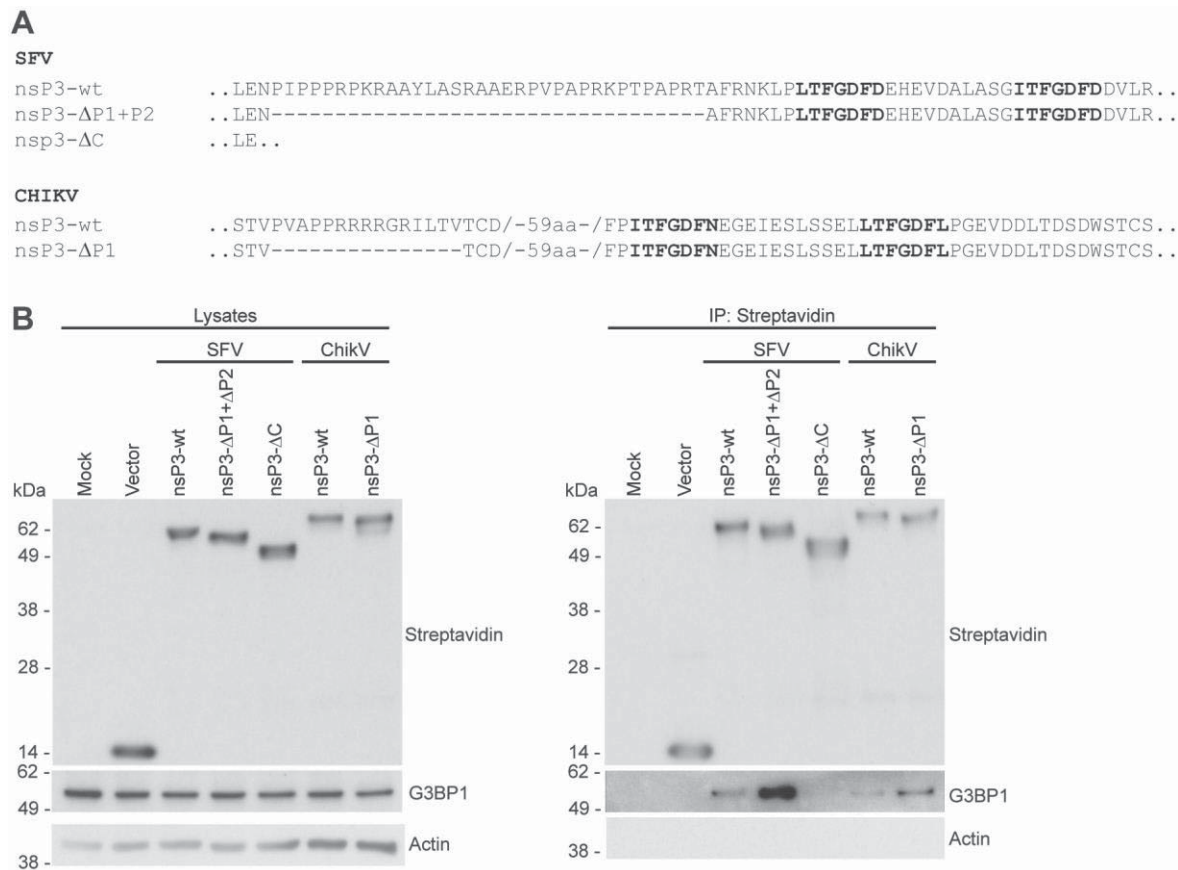 A
SFV
nsP3-wt ..LENPIPPPRPKRAAYLASRAAERPVPAPRKPTPAPRTAFRNKLPLTFGDFDEHEVDALASGITFGDFDDVLR..
nsP3-ΔP1+P2 ..LEN--------------------------------------AFRNKLPLTFGDFDEHEVDALASGITFGDFDDVLR..
nsp3-ΔC ..LE..
CHIKV
nsP3-wt ..STVPVAPPRRRRGRILTVTCD/-59aa-/FPITFGDFNEGEIESLSSELLTFGDFLPGEVDDLTDSDWSTCS..
nsP3-ΔP1 ..STV-----------------TCD/-59aa-/FPITFGDFNEGEIESLSSELLTFGDFLPGEVDDLTDSDWSTCS..
B
Lysates
SFV ChikV
kDa Mock Vector nsP3-wt nsP3-ΔP1+ΔP2 nsP3-ΔC nsP3-wt nsP3-ΔP1
62 -
49 -
38 -
Streptavidin
28 -
14 -
62 -
G3BP1
49 -
Actin
38 -
IP: Streptavidin
SFV ChikV
kDa Mock Vector nsP3-wt nsP3-ΔP1+ΔP2 nsP3-ΔC nsP3-wt nsP3-ΔP1
62 -
49 -
38 -
Streptavidin
28 -
14 -
62 -
G3BP1
49 -
Actin
38 -